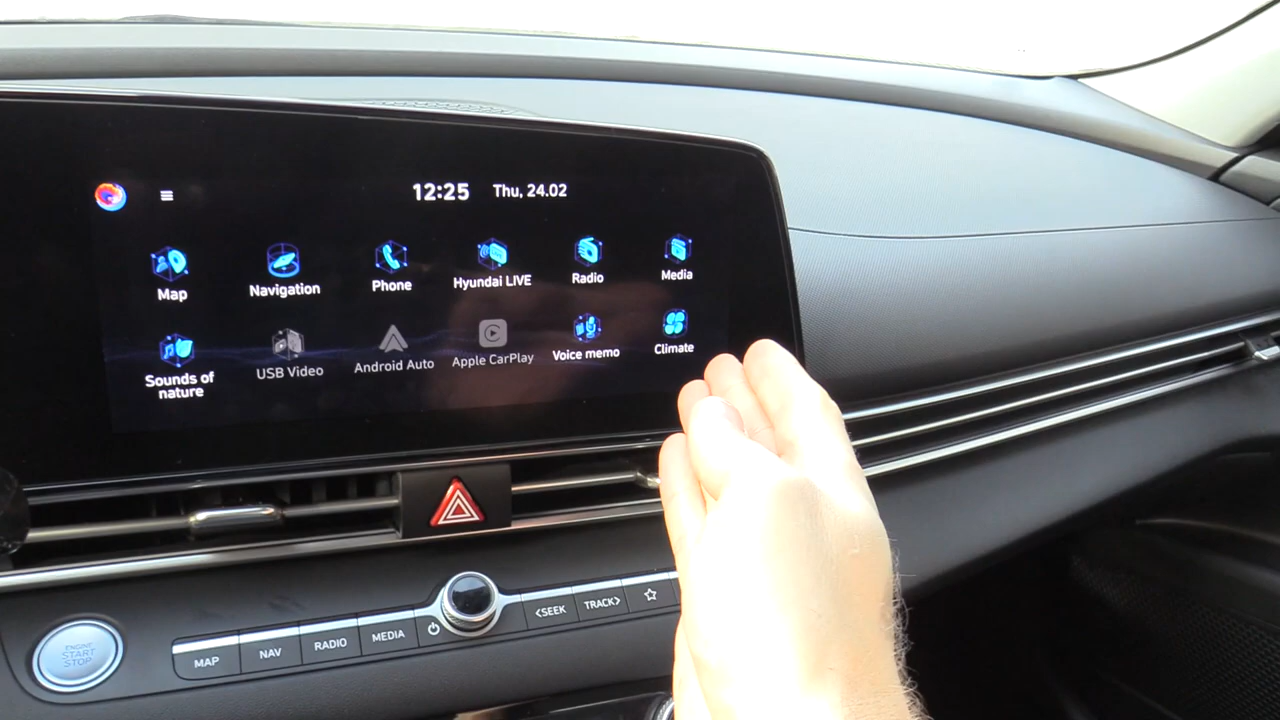 12:25 Thu, 24.02
Map
Navigation
Phone
Hyundai LIVE
Radio
Media
Sounds of
nature
USB Video
Android Auto
Apple CarPlay
Voice memo
Climate
ENGINE
START
STOP
MAP
NAV
RADIO
MEDIA
<SEEK
TRACK>